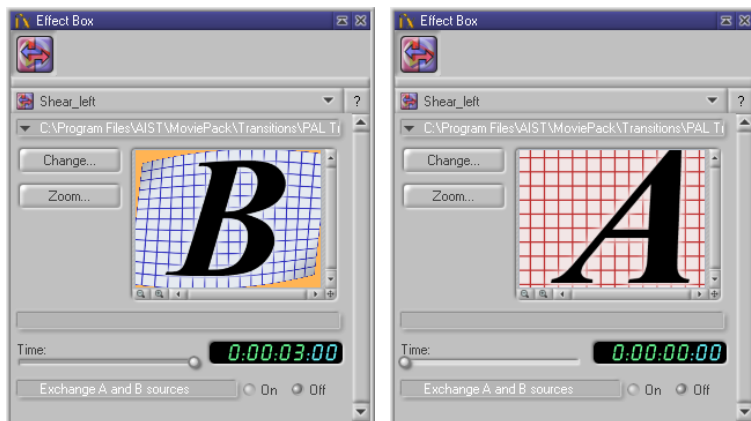 Effect Box
Shear_left
?
C:\Program Files\AIST\MoviePack\Transitions\PAL Ti
Change...
Zoom...
B
Time:
0:00:03:00
Exchange A and B sources
On
Off
Effect Box
Shear_left
?
C:\Program Files\AIST\MoviePack\Transitions\PAL Ti
Change...
Zoom...
A
Time:
0:00:00:00
Exchange A and B sources
On
Off